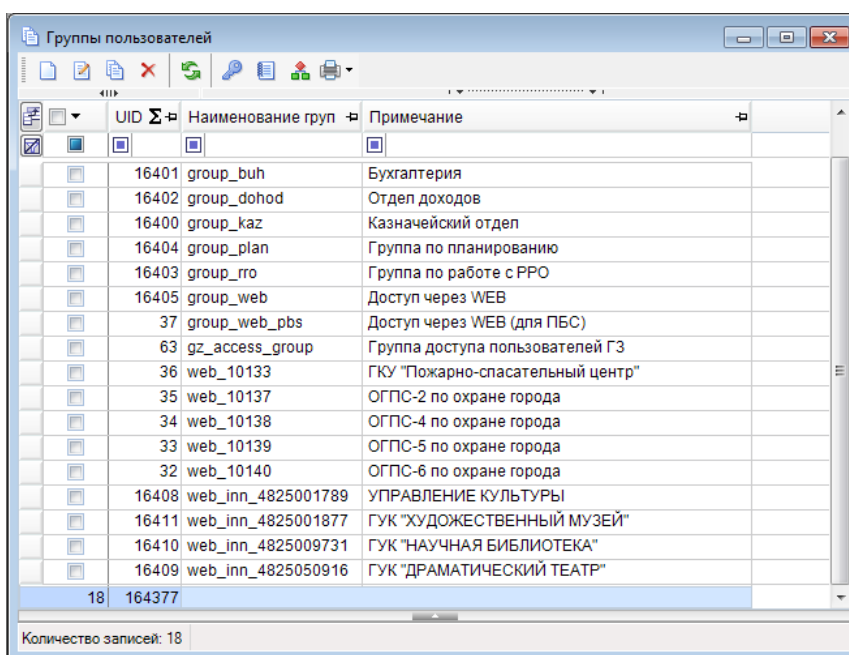 Группы пользователей
UID Σ Наименование груп Примечание
16401 group_buh Бухгалтерия
16402 group_dohod Отдел доходов
16400 group_kaz Казначейский отдел
16404 group_plan Группа по планированию
16403 group_rro Группа по работе с РРО
16405 group_web Доступ через WEB
37 group_web_pbs Доступ через WEB (для ПБС)
63 gz_access_group Группа доступа пользователей ГЗ
36 web_10133 ГКУ "Пожарно-спасательный центр"
35 web_10137 ОГПС-2 по охране города
34 web_10138 ОГПС-4 по охране города
33 web_10139 ОГПС-5 по охране города
32 web_10140 ОГПС-6 по охране города
16408 web_inn_4825001789 УПРАВЛЕНИЕ КУЛЬТУРЫ
16411 web_inn_4825001877 ГУК "ХУДОЖЕСТВЕННЫЙ МУЗЕЙ"
16410 web_inn_4825009731 ГУК "НАУЧНАЯ БИБЛИОТЕКА"
16409 web_inn_4825050916 ГУК "ДРАМАТИЧЕСКИЙ ТЕАТР"
18 164377
Количество записей: 18